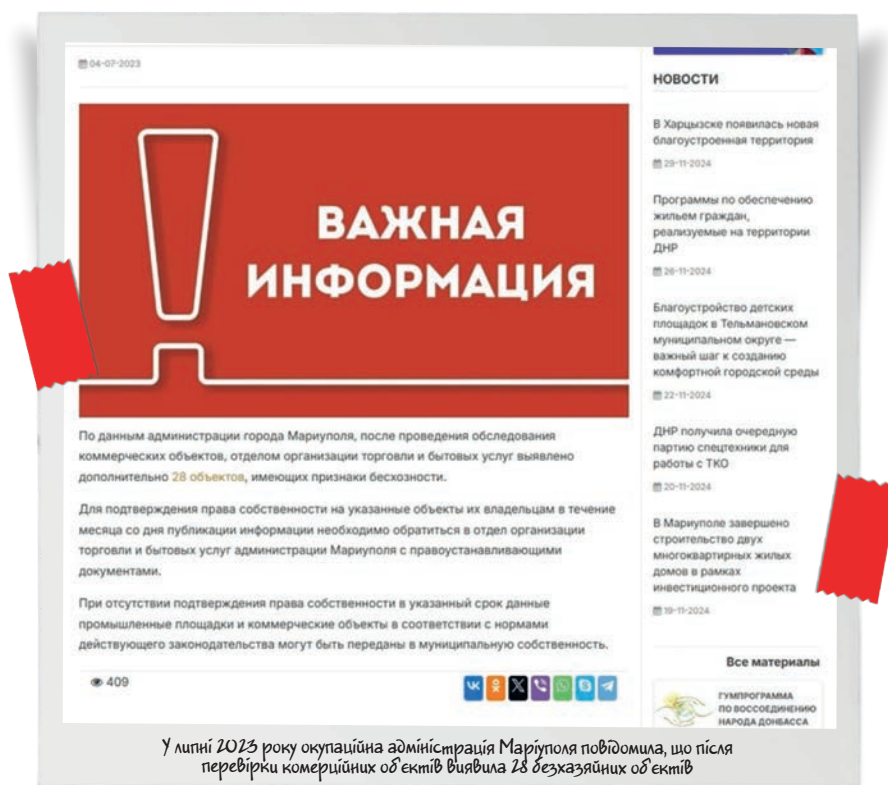 04-07-2023
ВАЖНАЯ
ИНФОРМАЦИЯ
По данным администрации города Мариуполя, после проведения обследования
коммерческих объектов, отделом организации торговли и бытовых услуг выявлено
дополнительно 28 объектов, имеющих признаки бесхозности.
Для подтверждения права собственности на указанные объекты их владельцам в течение
месяца со дня публикации информации необходимо обратиться в отдел организации
торговли и бытовых услуг администрации Мариуполя с правоустанавливающими
документами.
При отсутствии подтверждения права собственности в указанный срок данные
промышленные площадки и коммерческие объекты в соответствии с нормами
действующего законодательства могут быть переданы в муниципальную собственность.
409
НОВОСТИ
В Харцызске появилась новая
благоустроенная территория
29-11-2024
Программы по обеспечению
жильем граждан,
реализуемые на территории
ДНР
26-11-2024
Благоустройство детских
площадок в Тельмановском
муниципальном округе —
важный шаг к созданию
комфортной городской среды
22-11-2024
ДНР получила очередную
партию спецтехники для
работы с ТКО
20-11-2024
В Мариуполе завершено
строительство двух
многоквартирных жилых
домов в рамках
инвестиционного проекта
19-11-2024
Все материалы
ГУМПРОГРАММА
ПО ВОССОЕДИНЕНИЮ
НАРОДА ДОНБАССА
У липні 2023 року окупаційна адміністрація Маріуполя повідомила, що після
перевірки комерційних об'єктів виявила 28 безхазяйних об'єктів